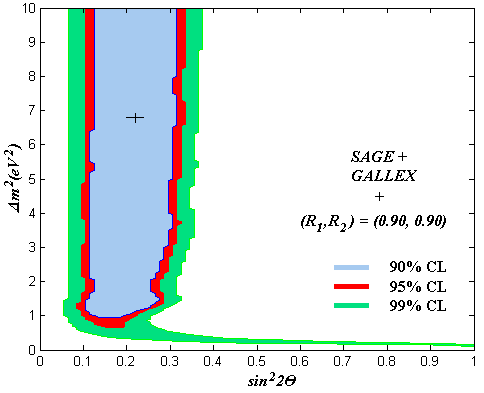 10
9
8
7
6
5
4
3
2
1
0
Δm²(eV²)
SAGE +
GALLEX
+
(R₁,R₂) = (0.90, 0.90)
90% CL
95% CL
99% CL
0 0.1 0.2 0.3 0.4 0.5 0.6 0.7 0.8 0.9 1
sin²2Θ